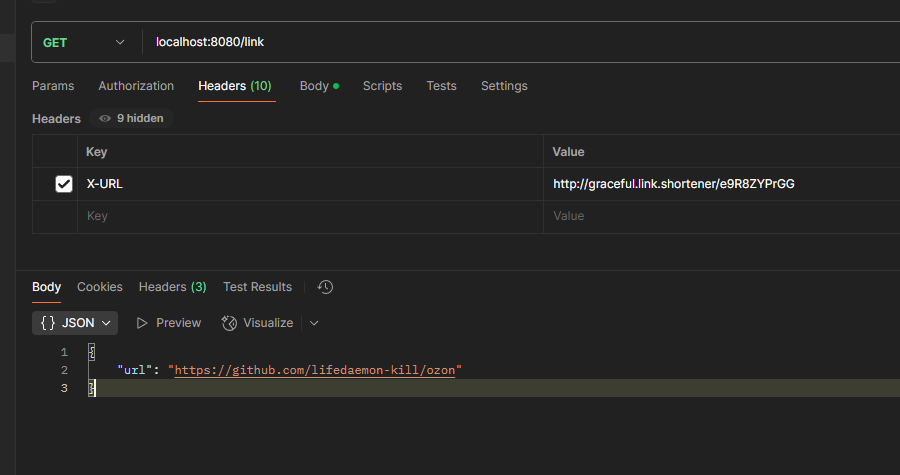 GET localhost:8080/link
Params Authorization Headers (10) Body Scripts Tests Settings
Headers 9 hidden
Key Value
X-URL http://graceful.link.shortener/e9R8ZYPrGG
Key Value
Body Cookies Headers (3) Test Results
{} JSON Preview Visualize
1 {
2 "url": "https://github.com/lifedaemon-kill/ozon"
3 }